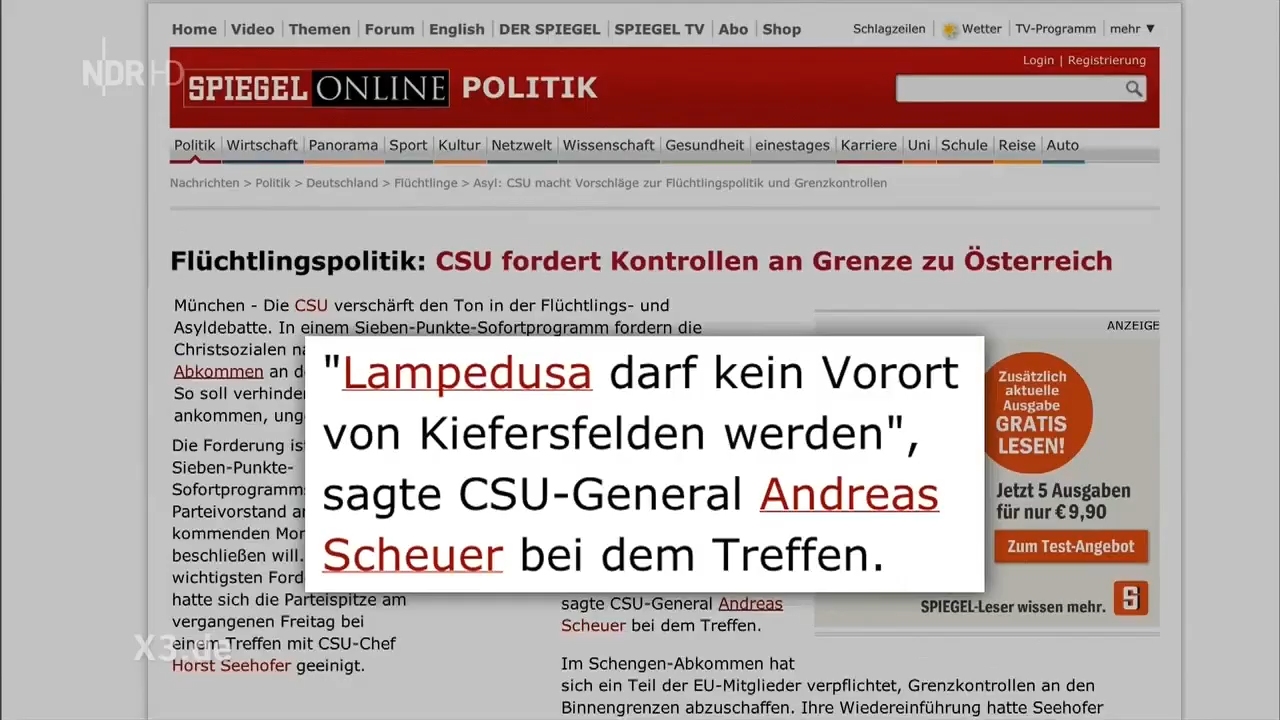 Home Video Themen Forum English DER SPIEGEL SPIEGEL TV Abo Shop
Schlagzeilen Wetter TV-Programm mehr ▼
NDR HD
Login | Registrierung
SPIEGEL ONLINE POLITIK
Politik Wirtschaft Panorama Sport Kultur Netzwelt Wissenschaft Gesundheit einestages Karriere Uni Schule Reise Auto
Nachrichten > Politik > Deutschland > Flüchtlinge > Asyl: CSU macht Vorschläge zur Flüchtlingspolitik und Grenzkontrollen
Flüchtlingspolitik: CSU fordert Kontrollen an Grenze zu Österreich
München - Die CSU verschärft den Ton in der Flüchtlings- und
Asyldebatte. In einem Sieben-Punkte-Sofortprogramm fordern die
Christsozialen
Abkommen an
So soll
ankommen,
Die Forderung
Sieben-Punkte-
Sofortprogramm
Parteivorstand
kommenden
beschließen will.
wichtigsten
hatte sich die Parteispitze am
vergangenen Freitag bei
einem Treffen mit CSU-Chef
Horst Seehofer geeinigt.
"Lampedusa darf kein Vorort
von Kiefersfelden werden",
sagte CSU-General Andreas
Scheuer bei dem Treffen.
sagte CSU-General Andreas
Scheuer bei dem Treffen.
Im Schengen-Abkommen hat
sich ein Teil der EU-Mitglieder verpflichtet, Grenzkontrollen an den
Binnengrenzen abzuschaffen. Ihre Wiedereinführung hatte Seehofer
ANZEIGE
Zusätzlich
aktuelle
Ausgabe
GRATIS
LESEN!
Jetzt 5 Ausgaben
für nur € 9,90
Zum Test-Angebot
SPIEGEL-Leser wissen mehr. S
X3.de